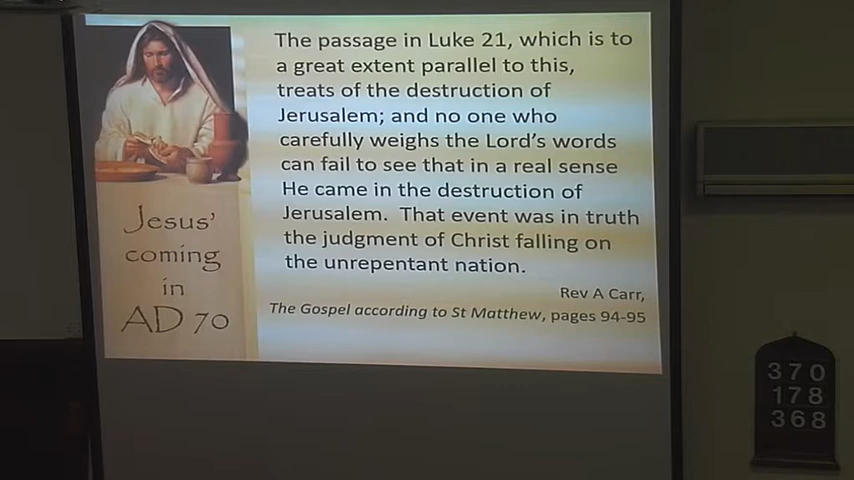 The passage in Luke 21, which is to
a great extent parallel to this,
treats of the destruction of
Jerusalem; and no one who
carefully weighs the Lord's words
can fail to see that in a real sense
He came in the destruction of
Jerusalem. That event was in truth
the judgment of Christ falling on
the unrepentant nation.
Rev A Carr,
The Gospel according to St Matthew, pages 94-95
Jesus'
coming
in
AD 70
370
178
368